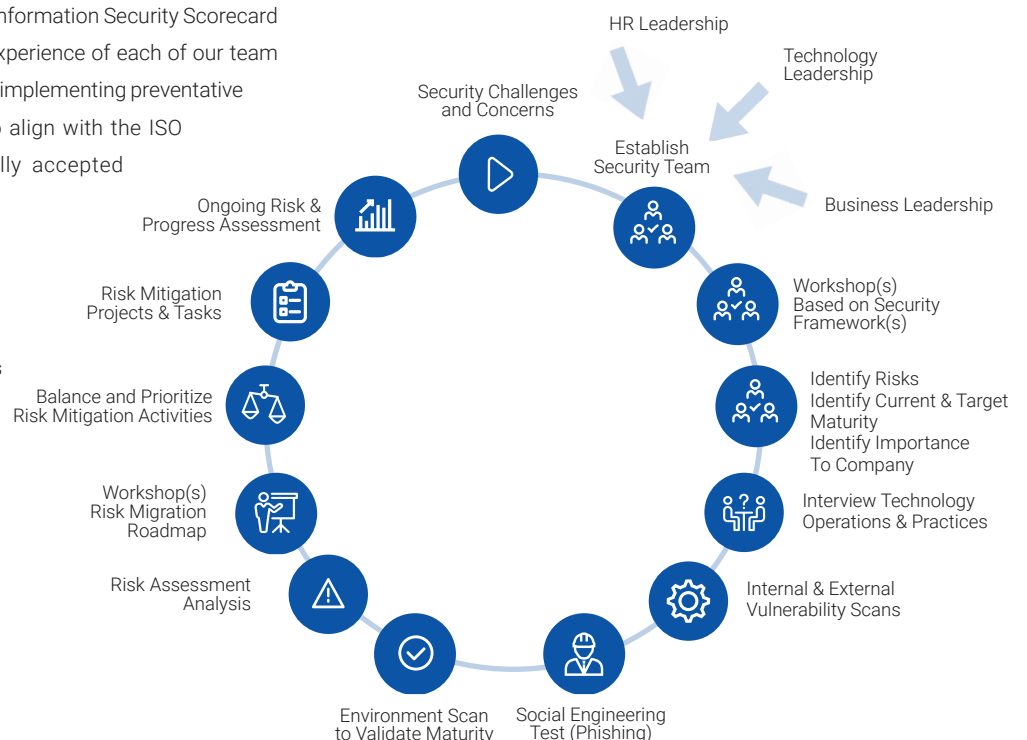 nformation Security Scorecard
xperience of each of our team
implementing preventative
align with the ISO
lly accepted
s
HR Leadership
Technology
Leadership
Business Leadership
Security Challenges
and Concerns
Establish
Security Team
Workshop(s)
Based on Security
Framework(s)
Identify Risks
Identify Current & Target
Maturity
Identify Importance
To Company
Interview Technology
Operations & Practices
Internal & External
Vulnerability Scans
Social Engineering
Test (Phishing)
Environment Scan
to Validate Maturity
Risk Assessment
Analysis
Workshop(s)
Risk Migration
Roadmap
Balance and Prioritize
Risk Mitigation Activities
Risk Mitigation
Projects & Tasks
Ongoing Risk &
Progress Assessment
?